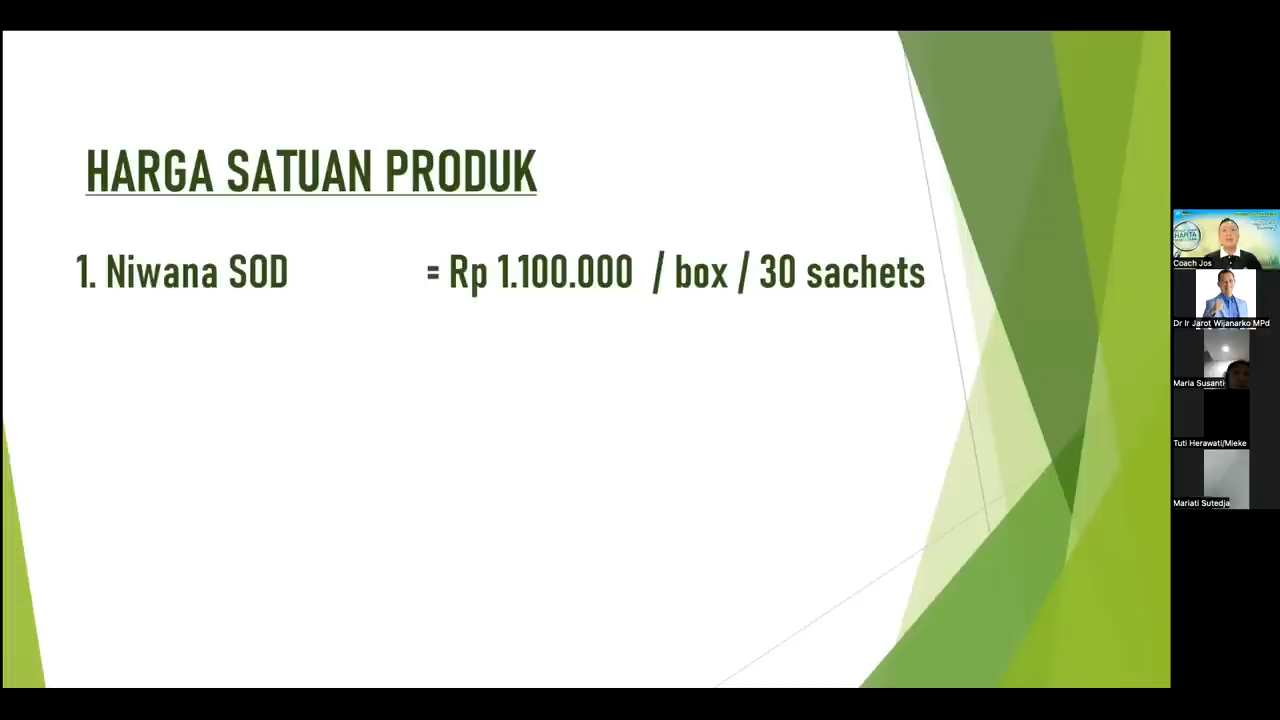 HARGA SATUAN PRODUK
1. Niwana SOD = Rp 1.100.000 / box / 30 sachets
HARTA
Coach Jos
Dr Ir Jarot Wijanarko MPd
Maria Susanti
Tuti Herawati/Mieke
Mariati Sutedja